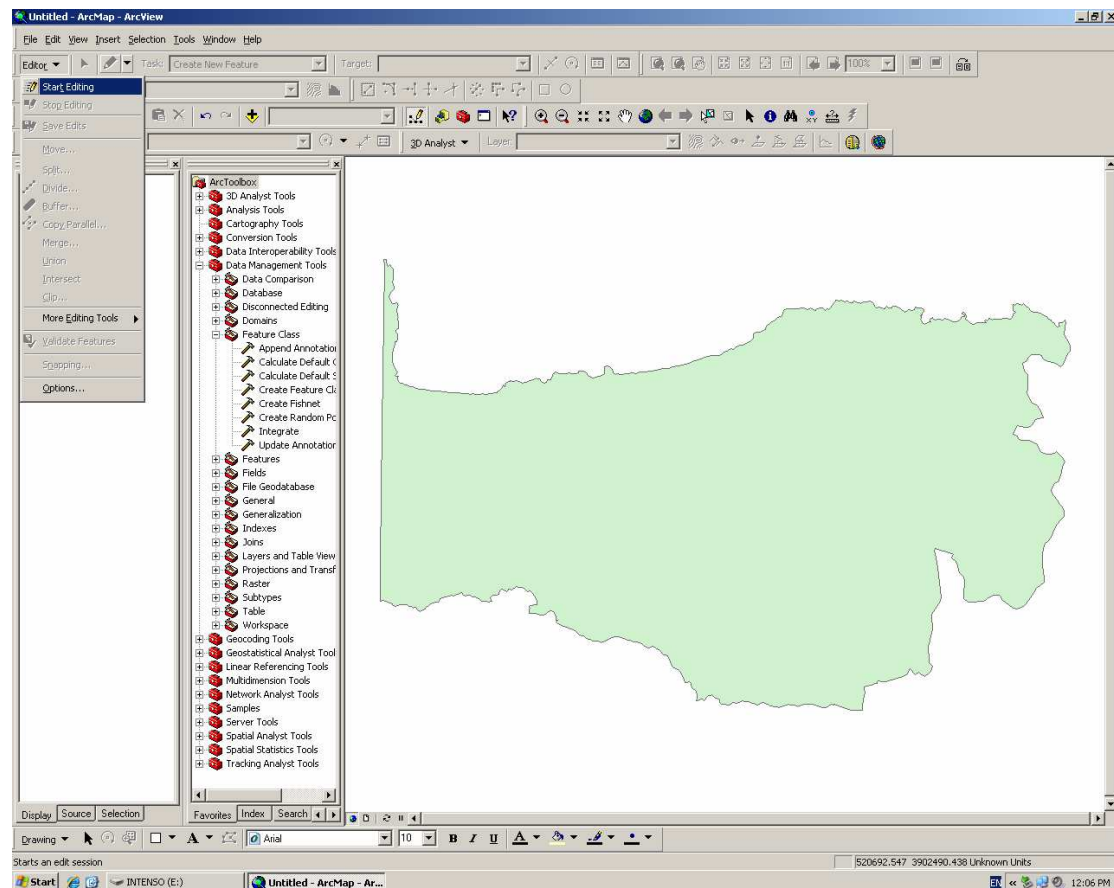 Untitled - ArcMap - ArcView
File Edit View Insert Selection Tools Window Help
Editor Task: Create New Feature Target: 100%
Start Editing
Stop Editing
Save Edits
Move...
Split...
Divide...
Buffer...
Copy Parallel...
Merge...
Union
Intersect
Clip...
More Editing Tools
Validate Features
Snapping...
Options...
3D Analyst Layer:
ArcToolbox
3D Analyst Tools
Analysis Tools
Cartography Tools
Conversion Tools
Data Interoperability Tools
Data Management Tools
Data Comparison
Database
Disconnected Editing
Domains
Feature Class
Append Annotation
Calculate Default
Calculate Default
Create Feature Cl
Create Fishnet
Create Random Po
Integrate
Update Annotation
Features
Fields
File Geodatabase
General
Generalization
Indexes
Joins
Layers and Table View
Projections and Transf
Raster
Subtypes
Table
Workspace
Geocoding Tools
Geostatistical Analyst Tool
Linear Referencing Tools
Multidimension Tools
Network Analyst Tools
Samples
Server Tools
Spatial Analyst Tools
Spatial Statistics Tools
Tracking Analyst Tools
Display Source Selection
Favorites Index Search
Drawing A Arial 10 B I U A
Starts an edit session
520692.547 3902490.438 Unknown Units
Start INTENSO (E:) Untitled - ArcMap - Ar... EN 12:06 PM